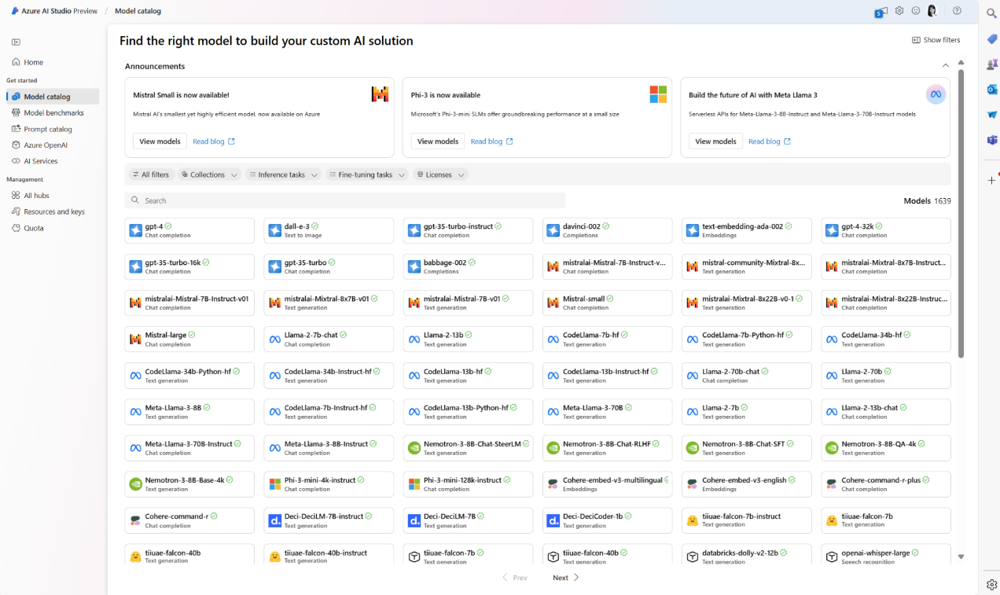 Azure AI Studio Preview / Model catalog
5
Find the right model to build your custom AI solution
Show filters
Home
Get started
Model catalog
Model benchmarks
Prompt catalog
Azure OpenAI
AI Services
Management
All hubs
Resources and keys
Quota
Announcements
Mistral Small is now available!
Mistral AI's smallest yet highly efficient model, now available on Azure
View models Read blog
Phi-3 is now available
Microsoft's Phi-3-mini SLMs offer groundbreaking performance at a small size
View models Read blog
Build the future of AI with Meta Llama 3
Serverless APIs for Meta-Llama-3-8B-Instruct and Meta-Llama-3-70B-Instruct models
View models Read blog
All filters Collections Inference tasks Fine-tuning tasks Licenses
Search
Models 1639
gpt-4
Chat completion
dall-e-3
Text to image
gpt-35-turbo-instruct
Chat completion
davinci-002
Completions
text-embedding-ada-002
Embeddings
gpt-4-32k
Chat completion
gpt-35-turbo-16k
Chat completion
gpt-35-turbo
Chat completion
babbage-002
Completions
mistralai-Mistral-7B-Instruct-v...
Chat completion
mistral-community-Mixtral-8x...
Text generation
mistralai-Mixtral-8x7B-Instruct...
Chat completion
mistralai-Mistral-7B-Instruct-v01
Chat completion
mistralai-Mixtral-8x7B-v01
Text generation
mistralai-Mistral-7B-v01
Text generation
Mistral-small
Chat completion
mistralai-Mixtral-8x22B-v0-1
Text generation
mistralai-Mixtral-8x22B-Instruc...
Chat completion
Mistral-large
Chat completion
Llama-2-7b-chat
Chat completion
Llama-2-13b
Text generation
CodeLlama-7b-hf
Text generation
CodeLlama-7b-Python-hf
Text generation
CodeLlama-34b-hf
Text generation
CodeLlama-34b-Python-hf
Text generation
CodeLlama-34b-Instruct-hf
Text generation
CodeLlama-13b-hf
Text generation
CodeLlama-13b-Instruct-hf
Text generation
Llama-2-70b-chat
Chat completion
Llama-2-70b
Text generation
Meta-Llama-3-8B
Text generation
CodeLlama-7b-Instruct-hf
Text generation
CodeLlama-13b-Python-hf
Text generation
Meta-Llama-3-70B
Text generation
Llama-2-7b
Text generation
Llama-2-13b-chat
Text generation
Meta-Llama-3-70B-Instruct
Chat completion
Meta-Llama-3-8B-Instruct
Chat completion
Nemotron-3-8B-Chat-SteerLM
Text generation
Nemotron-3-8B-Chat-RLHF
Text generation
Nemotron-3-8B-Chat-SFT
Text generation
Nemotron-3-8B-QA-4k
Text generation
Nemotron-3-8B-Base-4k
Text generation
Phi-3-mini-4k-instruct
Chat completion
Phi-3-mini-128k-instruct
Chat completion
Cohere-embed-v3-multilingual
Embeddings
Cohere-embed-v3-english
Embeddings
Cohere-command-r-plus
Chat completion
Cohere-command-r
Chat completion
Deci-DeciLM-7B-instruct
Text generation
Deci-DeciLM-7B
Text generation
Deci-DeciCoder-1b
Text generation
tiiuae-falcon-7b-instruct
Text generation
tiiuae-falcon-7b
Text generation
tiiuae-falcon-40b
Text generation
tiiuae-falcon-40b-instruct
Text generation
tiiuae-falcon-7b
Text generation
tiiuae-falcon-40b
Text generation
databricks-dolly-v2-12b
Text generation
openai-whisper-large
Speech recognition
Prev Next